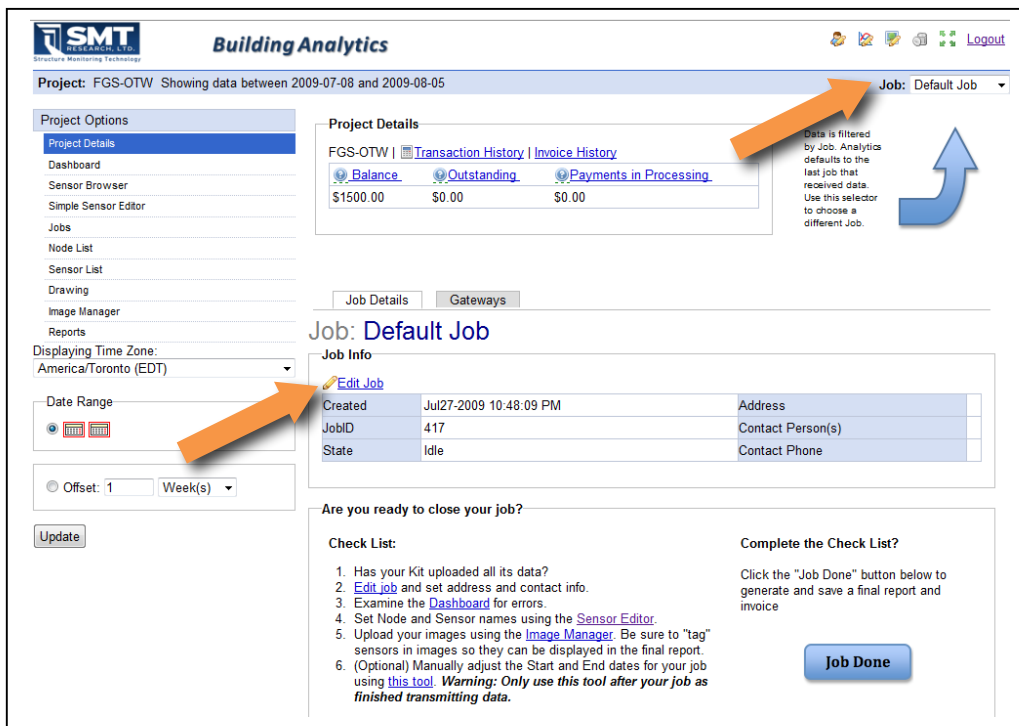 SMT
RESEARCH, LTD.
Structure Monitoring Technology
Building Analytics
Logout
Project: FGS-OTW Showing data between 2009-07-08 and 2009-08-05
Job: Default Job
Project Options
Project Details
Dashboard
Sensor Browser
Simple Sensor Editor
Jobs
Node List
Sensor List
Drawing
Image Manager
Reports
Displaying Time Zone:
America/Toronto (EDT)
Date Range
Offset: 1 Week(s)
Update
Project Details
FGS-OTW | Transaction History | Invoice History
Balance Outstanding Payments in Processing
$1500.00 $0.00 $0.00
Data is filtered
by Job. Analytics
defaults to the
last job that
received data.
Use this selector
to choose a
different Job.
Job Details Gateways
Job: Default Job
Job Info
Edit Job
Created Jul27-2009 10:48:09 PM Address
JobID 417 Contact Person(s)
State Idle Contact Phone
Are you ready to close your job?
Check List:
1. Has your Kit uploaded all its data?
2. Edit job and set address and contact info.
3. Examine the Dashboard for errors.
4. Set Node and Sensor names using the Sensor Editor.
5. Upload your images using the Image Manager. Be sure to "tag"
sensors in images so they can be displayed in the final report.
6. (Optional) Manually adjust the Start and End dates for your job
using this tool. Warning: Only use this tool after your job as
finished transmitting data.
Complete the Check List?
Click the "Job Done" button below to
generate and save a final report and
invoice
Job Done